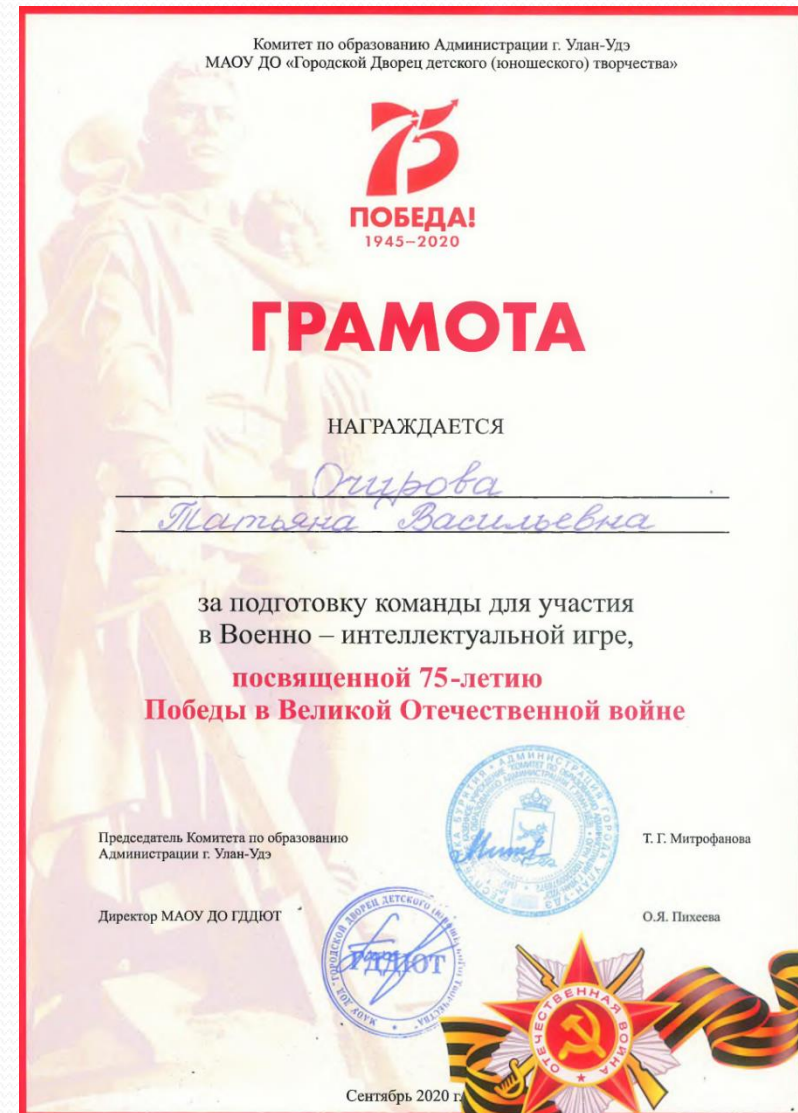 Комитет по образованию Администрации г. Улан-Удэ
МАОУ ДО «Городской Дворец детского (юношеского) творчества»
75
ПОБЕДА!
1945–2020
ГРАМОТА
НАГРАЖДАЕТСЯ
Очирова
Татьяна Васильевна
за подготовку команды для участия
в Военно – интеллектуальной игре,
посвященной 75-летию
Победы в Великой Отечественной войне
Председатель Комитета по образованию
Администрации г. Улан-Удэ
Т. Г. Митрофанова
Директор МАОУ ДО ГДДЮТ
О.Я. Пихеева
ГДДЮТ
ОТЕЧЕСТВЕННАЯ ВОЙНА
Сентябрь 2020 г.